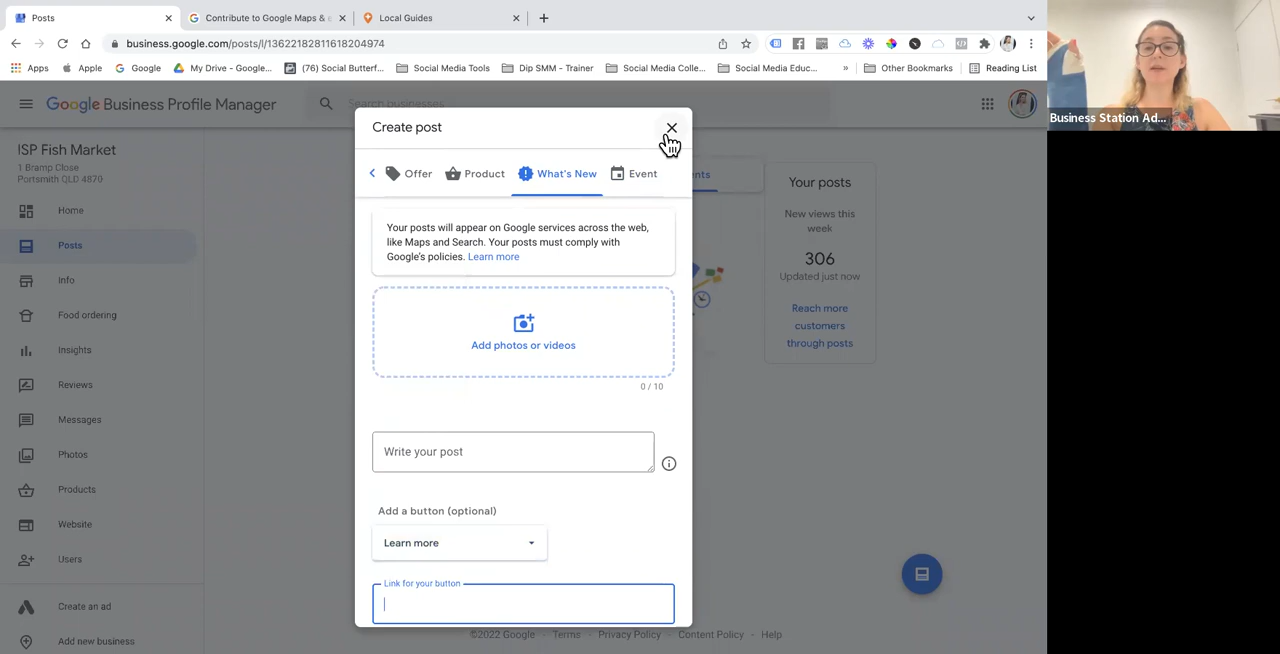 Posts
Contribute to Google Maps & e
Local Guides
business.google.com/posts/l/13622182811618204974
Apps
Apple
Google
My Drive - Google...
(76) Social Butterf...
Social Media Tools
Dip SMM - Trainer
Social Media Colle...
Social Media Educ...
»
Other Bookmarks
Reading List
Google Business Profile Manager
Search businesses
Business Station Ad...
ISP Fish Market
1 Bramp Close
Portsmith QLD 4870
Home
Posts
Info
Food ordering
Insights
Reviews
Messages
Photos
Products
Website
Users
Create an ad
Add new business
Create post
Offer
Product
What's New
Event
Your posts will appear on Google services across the web,
like Maps and Search. Your posts must comply with
Google's policies. Learn more
Add photos or videos
0 / 10
Write your post
Add a button (optional)
Learn more
Link for your button
Your posts
New views this
week
306
Updated just now
Reach more
customers
through posts
©2022 Google - Terms - Privacy Policy - Content Policy - Help